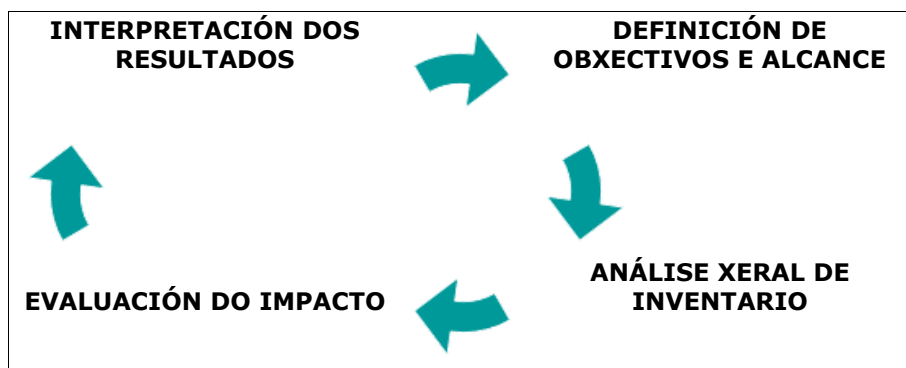 INTERPRETACIÓN DOS
RESULTADOS
DEFINICIÓN DE
OBXECTIVOS E ALCANCE
EVALUACIÓN DO IMPACTO
ANÁLISE XERAL DE
INVENTARIO